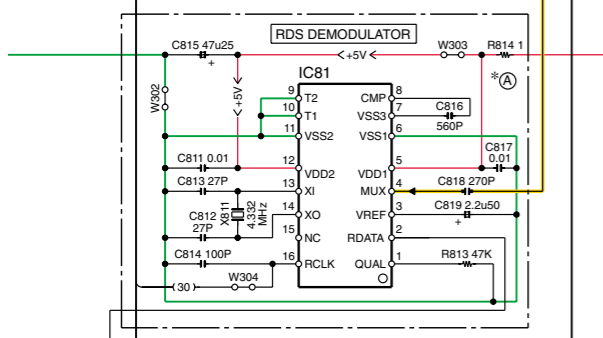 RDS DEMODULATOR
C815 47u25
+
+5V
W303
R814 1
*Ⓐ
IC81
W302
+5V
9 T2
10 T1
11 VSS2
12 VDD2
13 XI
14 XO
15 NC
16 RCLK
CMP 8
VSS3 7
VSS1 6
VDD1 5
MUX 4
VREF 3
RDATA 2
QUAL 1
C816
560P
C817
0.01
C811 0.01
C813 27P
C818 270P
X811
4.332
MHz
C812
27P
C819 2.2u50
+
C814 100P
R813 47K
W304
30